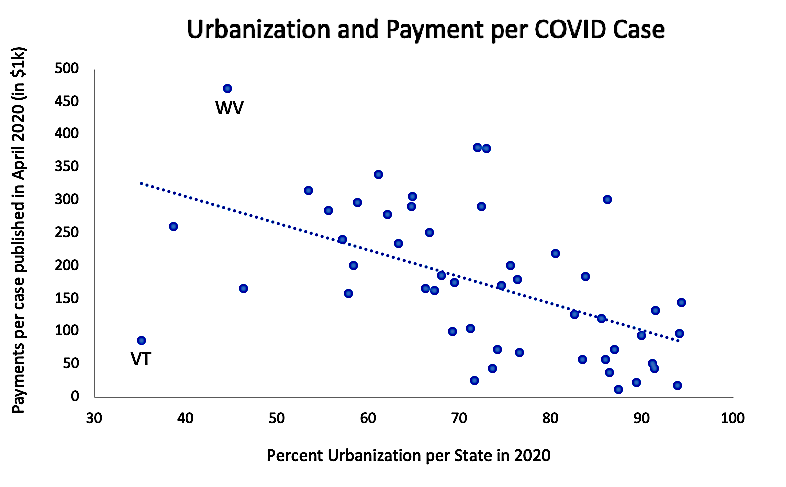 Urbanization and Payment per COVID Case
Payments per case published in April 2020 (in $1k)
500
450
400
350
300
250
200
150
100
50
0
WV
VT
30 40 50 60 70 80 90 100
Percent Urbanization per State in 2020